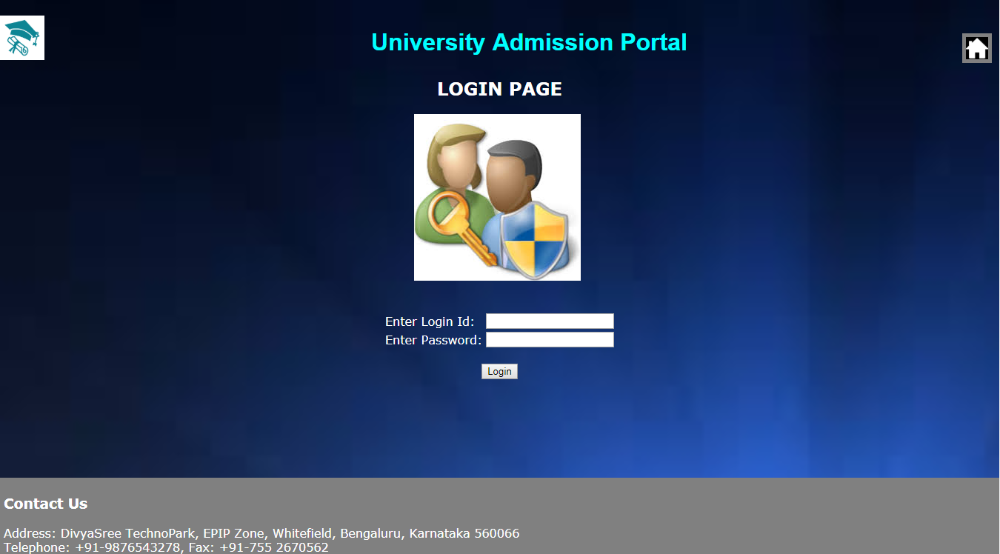 University Admission Portal
LOGIN PAGE
Enter Login Id:
Enter Password:
Login
Contact Us
Address: DivyaSree TechnoPark, EPIP Zone, Whitefield, Bengaluru, Karnataka 560066
Telephone: +91-9876543278, Fax: +91-755 2670562